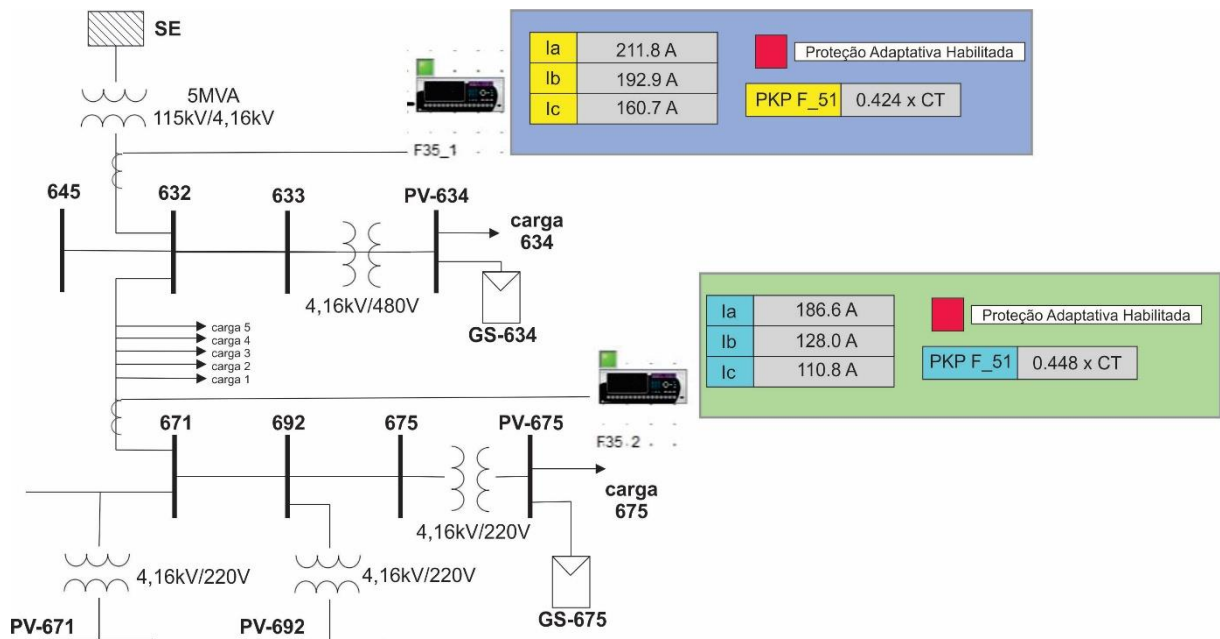 SE
5MVA
115kV/4,16kV
F35_1
Ia 211.8 A
Ib 192.9 A
Ic 160.7 A
Proteção Adaptativa Habilitada
PKP F_51 0.424 x CT
645 632 633 PV-634
carga
634
4,16kV/480V
GS-634
carga 5
carga 4
carga 3
carga 2
carga 1
F35 2
Ia 186.6 A
Ib 128.0 A
Ic 110.8 A
Proteção Adaptativa Habilitada
PKP F_51 0.448 x CT
671 692 675 PV-675
carga
675
4,16kV/220V
4,16kV/220V 4,16kV/220V
GS-675
PV-671 PV-692